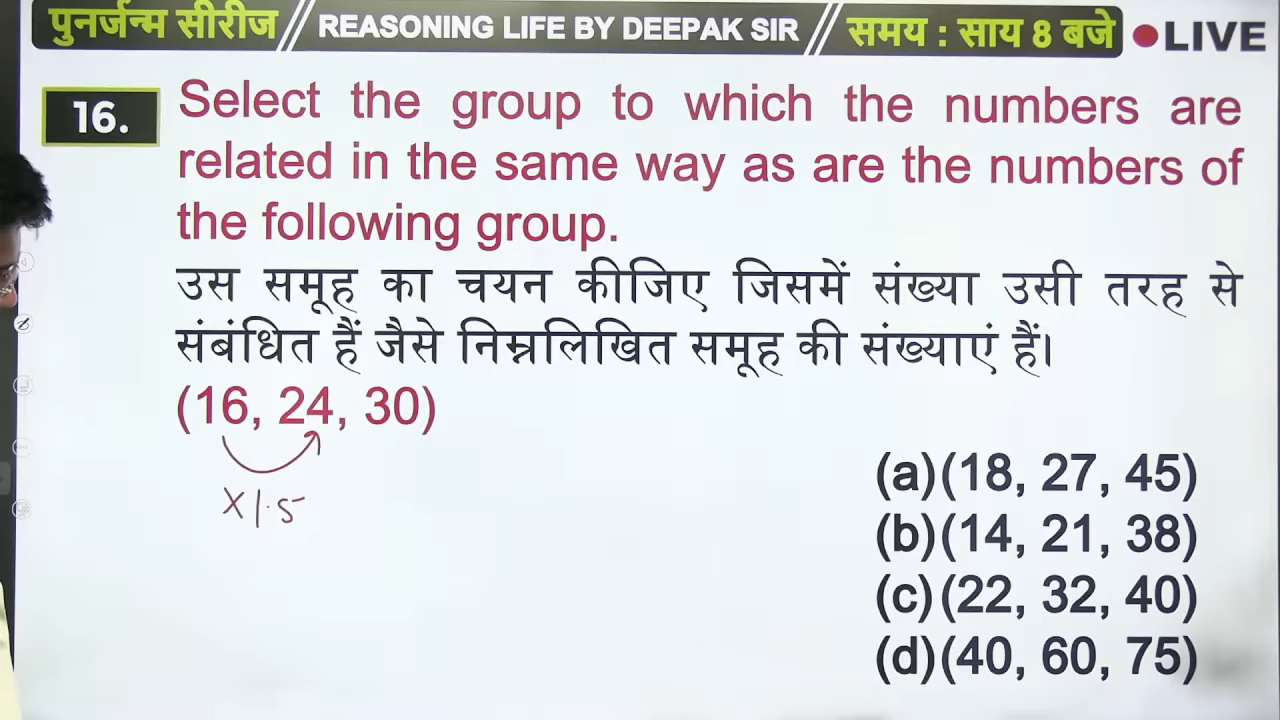 पुनर्जन्म सीरीज // REASONING LIFE BY DEEPAK SIR // समय : साय 8 बजे LIVE
16. Select the group to which the numbers are
related in the same way as are the numbers of
the following group.
उस समूह का चयन कीजिए जिसमें संख्या उसी तरह से
संबंधित हैं जैसे निम्नलिखित समूह की संख्याएं हैं।
(16, 24, 30)
×1.5
(a)(18, 27, 45)
(b)(14, 21, 38)
(c)(22, 32, 40)
(d)(40, 60, 75)